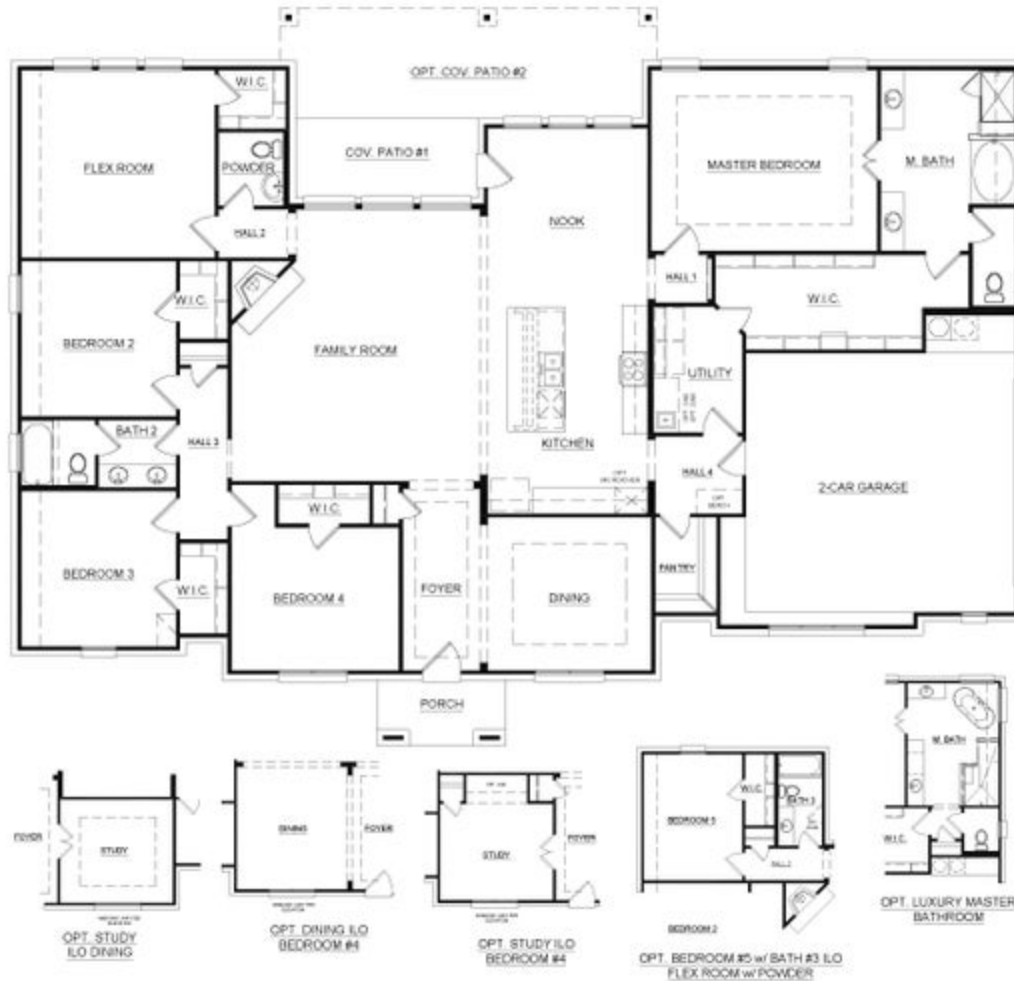 OPT. COV. PATIO #2
W.I.C.
FLEX ROOM
POWDER
COV. PATIO #1
MASTER BEDROOM
M. BATH
NOOK
HALL 2
HALL 1
W.I.C.
W.I.C.
BEDROOM 2
FAMILY ROOM
UTILITY
BATH 2
HALL 3
KITCHEN
HALL 4
2-CAR GARAGE
W.I.C.
BEDROOM 3
W.I.C.
BEDROOM 4
FOYER
DINING
PANTRY
OPT.
BENCH
PORCH
FOYER
STUDY
OPT. STUDY
ILO DINING
DINING
FOYER
OPT. DINING ILO
BEDROOM #4
STUDY
FOYER
OPT. STUDY ILO
BEDROOM #4
W.I.C.
BATH 3
BEDROOM 5
HALL 2
BEDROOM 2
OPT. BEDROOM #5 w/ BATH #3 ILO
FLEX ROOM w/ POWDER
M. BATH
W.I.C.
OPT. LUXURY MASTER
BATHROOM